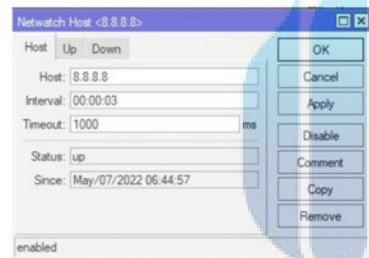 Netwatch Host <8.8.8.8>
Host Up Down
Host: 8.8.8.8
Interval: 00:00:03
Timeout: 1000 ms
Status: up
Since: May/07/2022 06:44:57
OK
Cancel
Apply
Disable
Comment
Copy
Remove
enabled